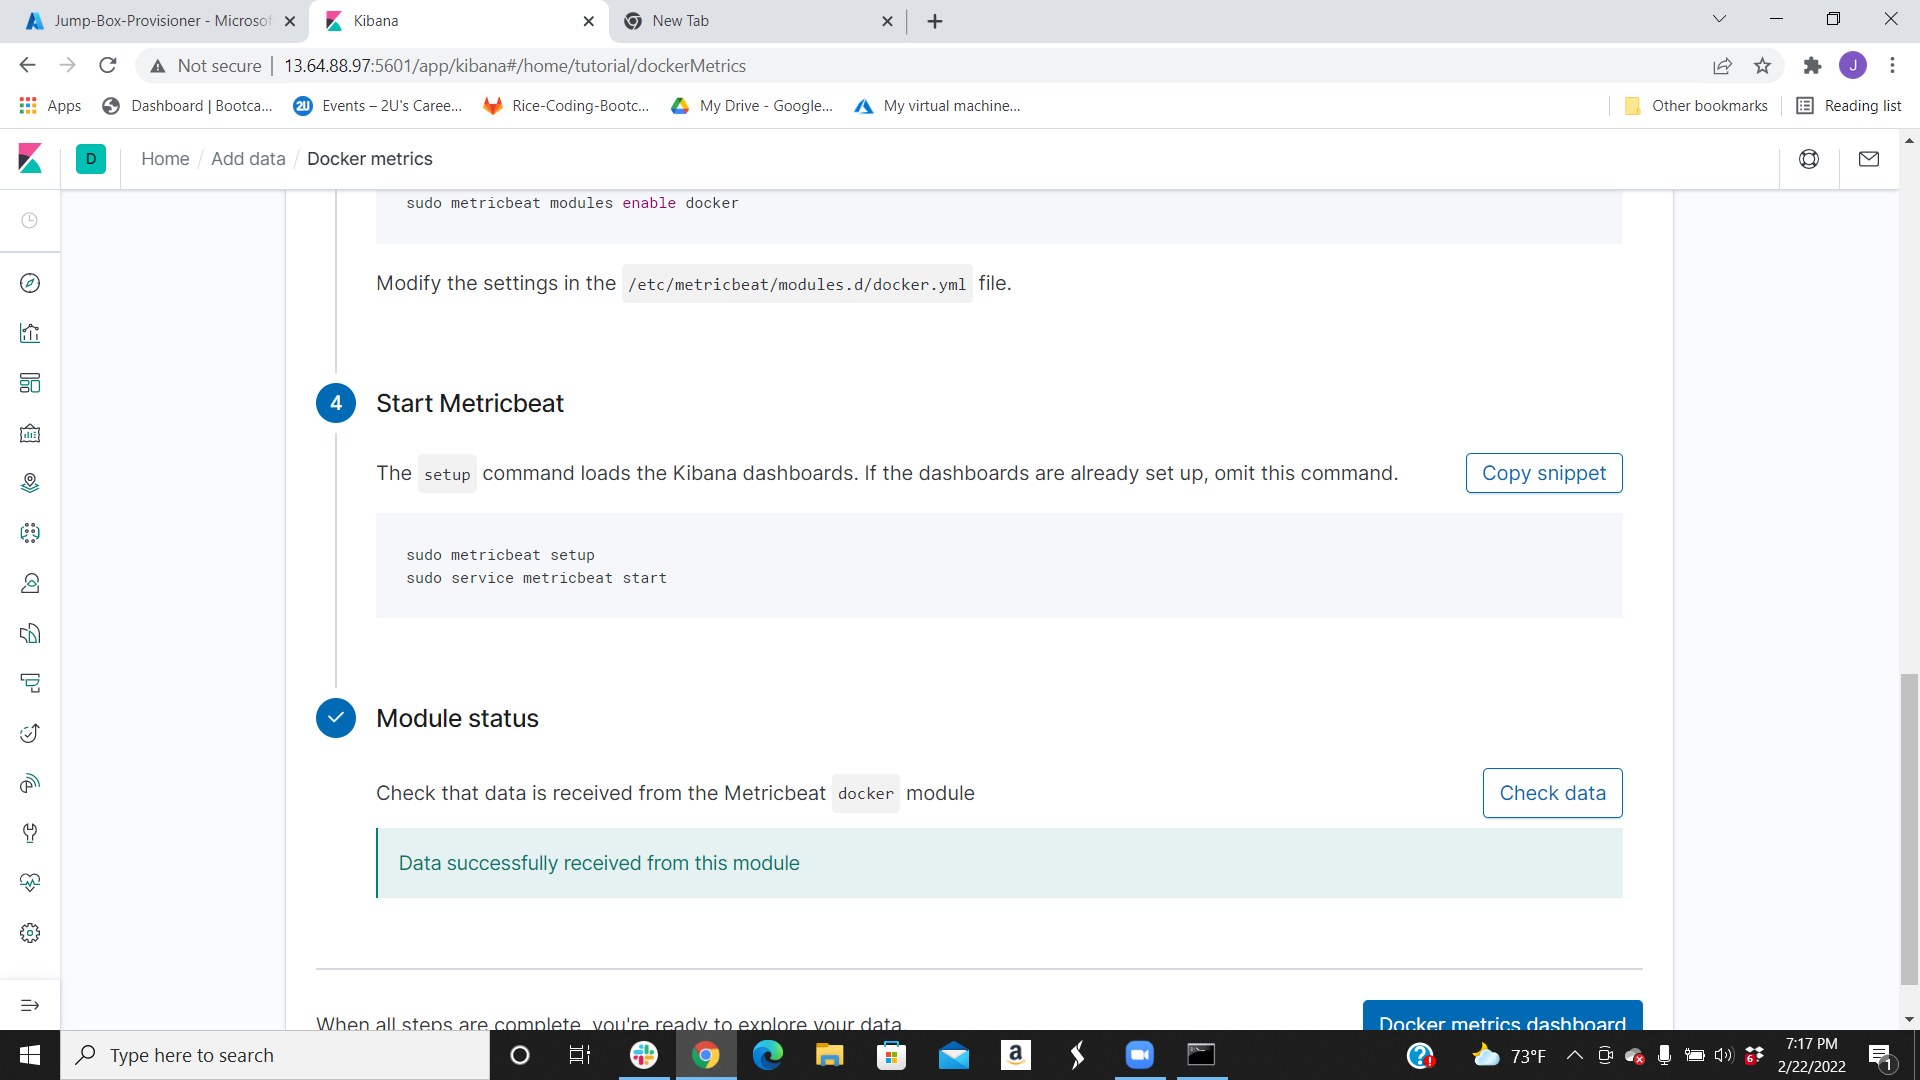 Jump-Box-Provisioner - Microsof
Kibana
New Tab
Not secure
13.64.88.97:5601/app/kibana#/home/tutorial/dockerMetrics
J
Apps
Dashboard | Bootca...
2U
Events – 2U's Caree...
Rice-Coding-Bootc...
My Drive - Google...
My virtual machine...
Other bookmarks
Reading list
D
Home / Add data / Docker metrics
sudo metricbeat modules enable docker
Modify the settings in the /etc/metricbeat/modules.d/docker.yml file.
4
Start Metricbeat
The setup command loads the Kibana dashboards. If the dashboards are already set up, omit this command.
Copy snippet
sudo metricbeat setup
sudo service metricbeat start
Module status
Check that data is received from the Metricbeat docker module
Check data
Data successfully received from this module
When all steps are complete, you're ready to explore your data.
Docker metrics dashboard
Type here to search
a
73°F
6
7:17 PM
2/22/2022
1